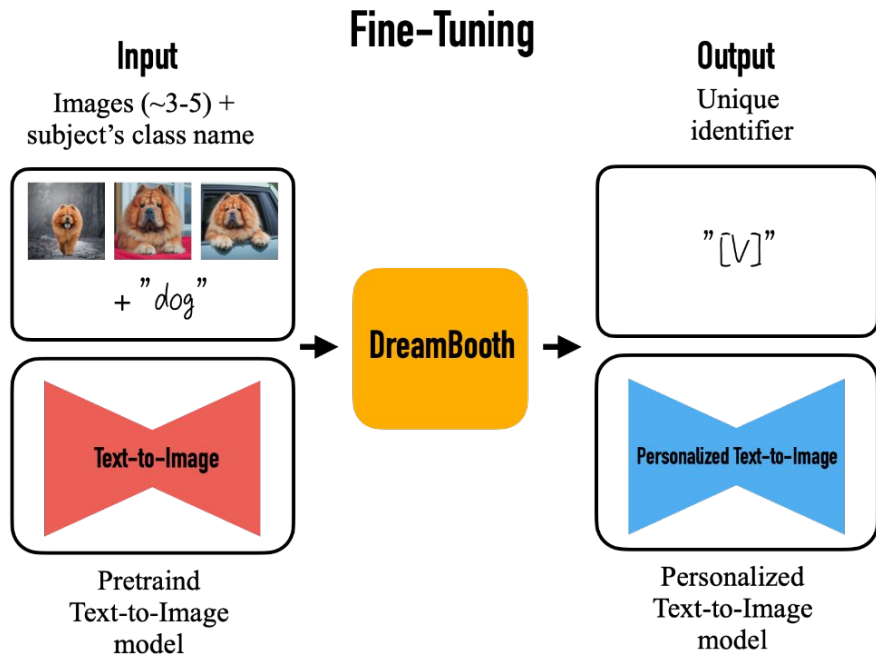 Fine-Tuning
Input
Images (~3-5) +
subject's class name
+ "dog"
Text-to-Image
Pretraind
Text-to-Image
model
DreamBooth
Output
Unique
identifier
"[V]"
Personalized Text-to-Image
Personalized
Text-to-Image
model